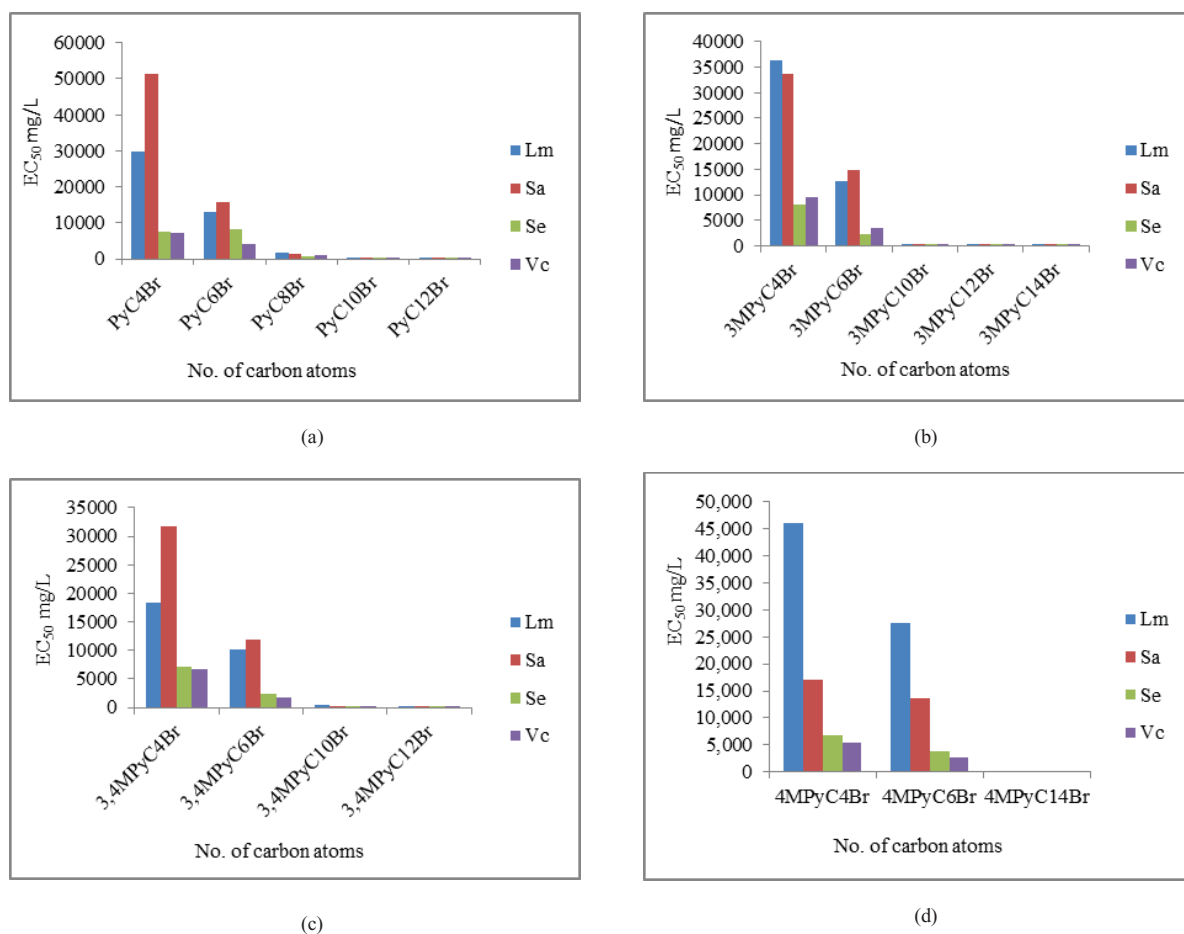 60000
50000
40000
30000
20000
10000
0
EC50 mg/L
PyC4Br
PyC6Br
PyC8Br
PyC10Br
PyC12Br
No. of carbon atoms
Lm
Sa
Se
Vc
(a)
40000
35000
30000
25000
20000
15000
10000
5000
0
EC50 mg/L
3MPyC4Br
3MPyC6Br
3MPyC10Br
3MPyC12Br
3MPyC14Br
No. of carbon atoms
Lm
Sa
Se
Vc
(b)
35000
30000
25000
20000
15000
10000
5000
0
EC50 mg/L
3,4MPyC4Br
3,4MPyC6Br
3,4MPyC10Br
3,4MPyC12Br
No. of carbon atoms
Lm
Sa
Se
Vc
(c)
50,000
45,000
40,000
35,000
30,000
25,000
20,000
15,000
10,000
5,000
0
EC50 mg/L
4MPyC4Br 4MPyC6Br 4MPyC14Br
No. of carbon atoms
Lm
Sa
Se
Vc
(d)